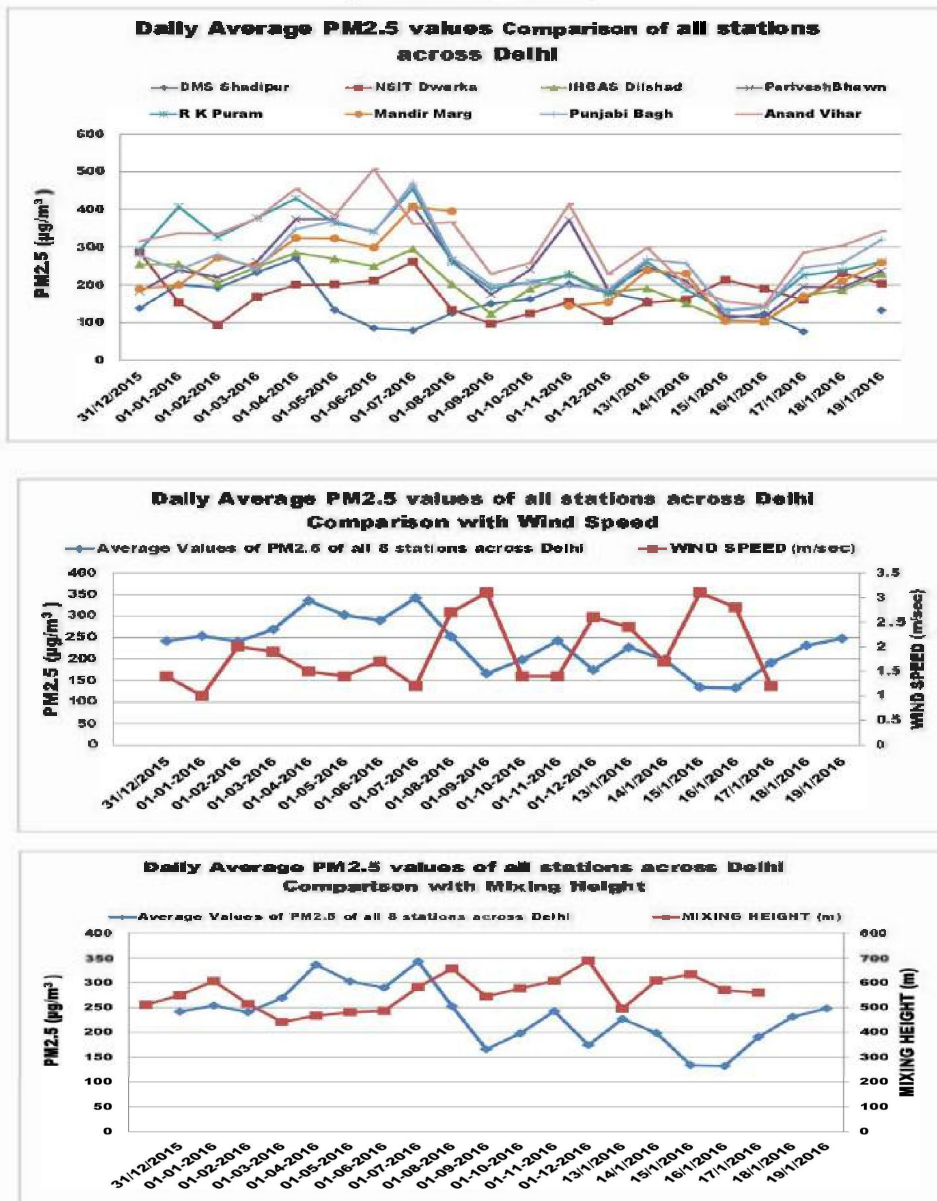 Daily Average PM2.5 values Comparison of all stations
across Delhi
DMS Shadipur NSIT Dwarka IHBAS Dilshad PariveshBhawn
R K Puram Mandir Marg Punjabi Bagh Anand Vihar
PM2.5 (µg/m³ )
600
500
400
300
200
100
0
31/12/2015 01-01-2016 01-02-2016 01-03-2016 01-04-2016 01-05-2016 01-06-2016 01-07-2016 01-08-2016 01-09-2016 01-10-2016 01-11-2016 01-12-2016 13/1/2016 14/1/2016 15/1/2016 16/1/2016 17/1/2016 18/1/2016 19/1/2016
Daily Average PM2.5 values of all stations across Delhi
Comparison with Wind Speed
Average Values of PM2.5 of all 8 stations across Delhi WIND SPEED (m/sec)
PM2.5 (µg/m³ )
400 3.5
350 3
300 2.5
250 2
200 1.5
150 1
100 0.5
50 0
0
WIND SPEED (m/sec)
31/12/2015 01-01-2016 01-02-2016 01-03-2016 01-04-2016 01-05-2016 01-06-2016 01-07-2016 01-08-2016 01-09-2016 01-10-2016 01-11-2016 01-12-2016 13/1/2016 14/1/2016 15/1/2016 16/1/2016 17/1/2016 18/1/2016 19/1/2016
Daily Average PM2.5 values of all stations across Delhi
Comparison with Mixing Height
Average Values of PM2.5 of all 8 stations across Delhi MIXING HEIGHT (m)
PM2.5 (µg/m³ )
400 800
350 700
300 600
250 500
200 400
150 300
100 200
50 100
0 0
MIXING HEIGHT (m)
31/12/2015 01-01-2016 01-02-2016 01-03-2016 01-04-2016 01-05-2016 01-06-2016 01-07-2016 01-08-2016 01-09-2016 01-10-2016 01-11-2016 01-12-2016 13/1/2016 14/1/2016 15/1/2016 16/1/2016 17/1/2016 18/1/2016 19/1/2016